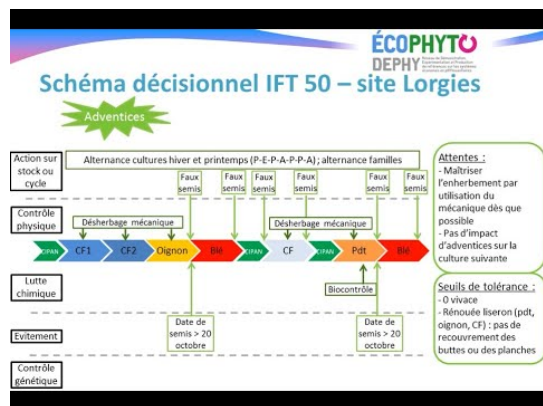 ÉCOPHYTO
DEPHY
Schéma décisionnel IFT 50 – site Lorgies
Adventices
Action sur
stock ou
cycle
Alternance cultures hiver et printemps (P-E-P-A-P-P-A) ; alternance familles
Faux
semis
Faux
semis
Faux
semis
Faux
semis
Faux
semis
Faux
semis
Contrôle
physique
Désherbage mécanique
Désherbage mécanique
CIPAN
CF1
CF2
Oignon
Blé
CIPAN
CF
CIPAN
Pdt
Blé
Lutte
chimique
Biocontrôle
Evitement
Date de
semis > 20
octobre
Date de
semis > 20
octobre
Contrôle
génétique
Attentes :
- Maîtriser
l'enherbement par
utilisation du
mécanique dès que
possible
- Pas d'impact
d'adventices sur la
culture suivante
Seuils de tolérance :
- 0 vivace
- Rénouée liseron (pdt,
oignon, CF) : pas de
recouvrement des
buttes ou des planches